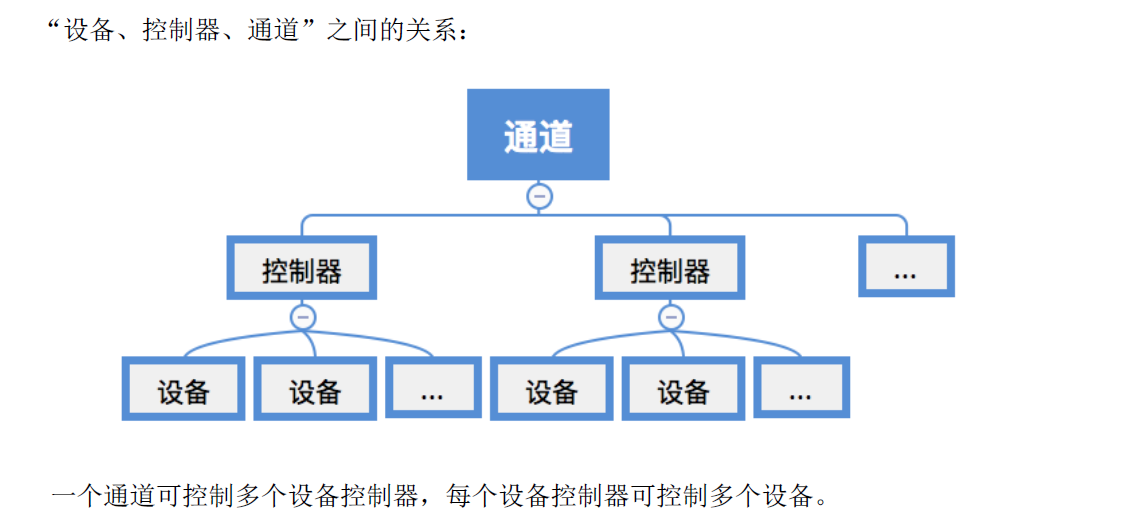 “设备、控制器、通道”之间的关系：
通道
控制器 控制器 ...
设备 设备 ... 设备 设备 ...
一个通道可控制多个设备控制器，每个设备控制器可控制多个设备。